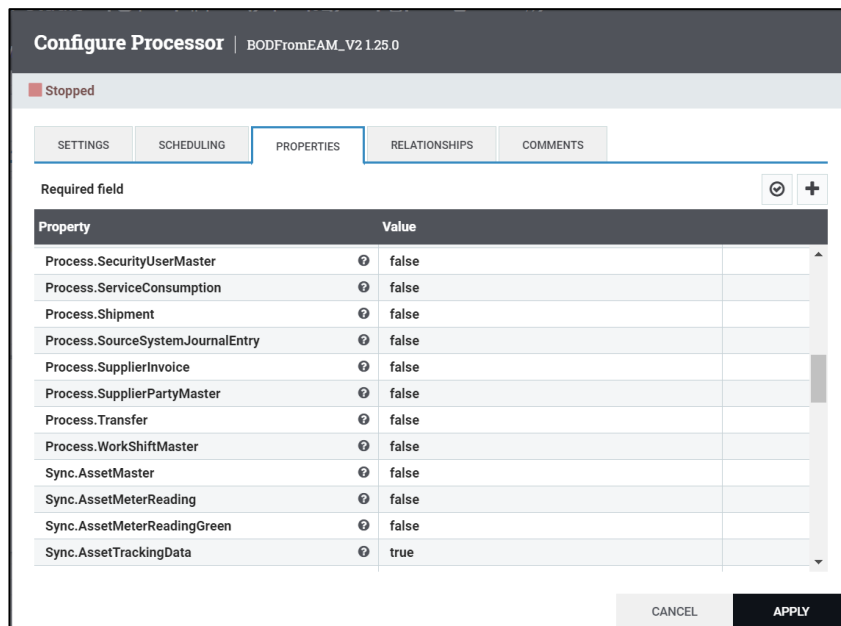 Configure Processor | BODFromEAM_V2 1.25.0
Stopped
SETTINGS SCHEDULING PROPERTIES RELATIONSHIPS COMMENTS
Required field
Property Value
Process.SecurityUserMaster false
Process.ServiceConsumption false
Process.Shipment false
Process.SourceSystemJournalEntry false
Process.SupplierInvoice false
Process.SupplierPartyMaster false
Process.Transfer false
Process.WorkShiftMaster false
Sync.AssetMaster false
Sync.AssetMeterReading false
Sync.AssetMeterReadingGreen false
Sync.AssetTrackingData true
CANCEL APPLY